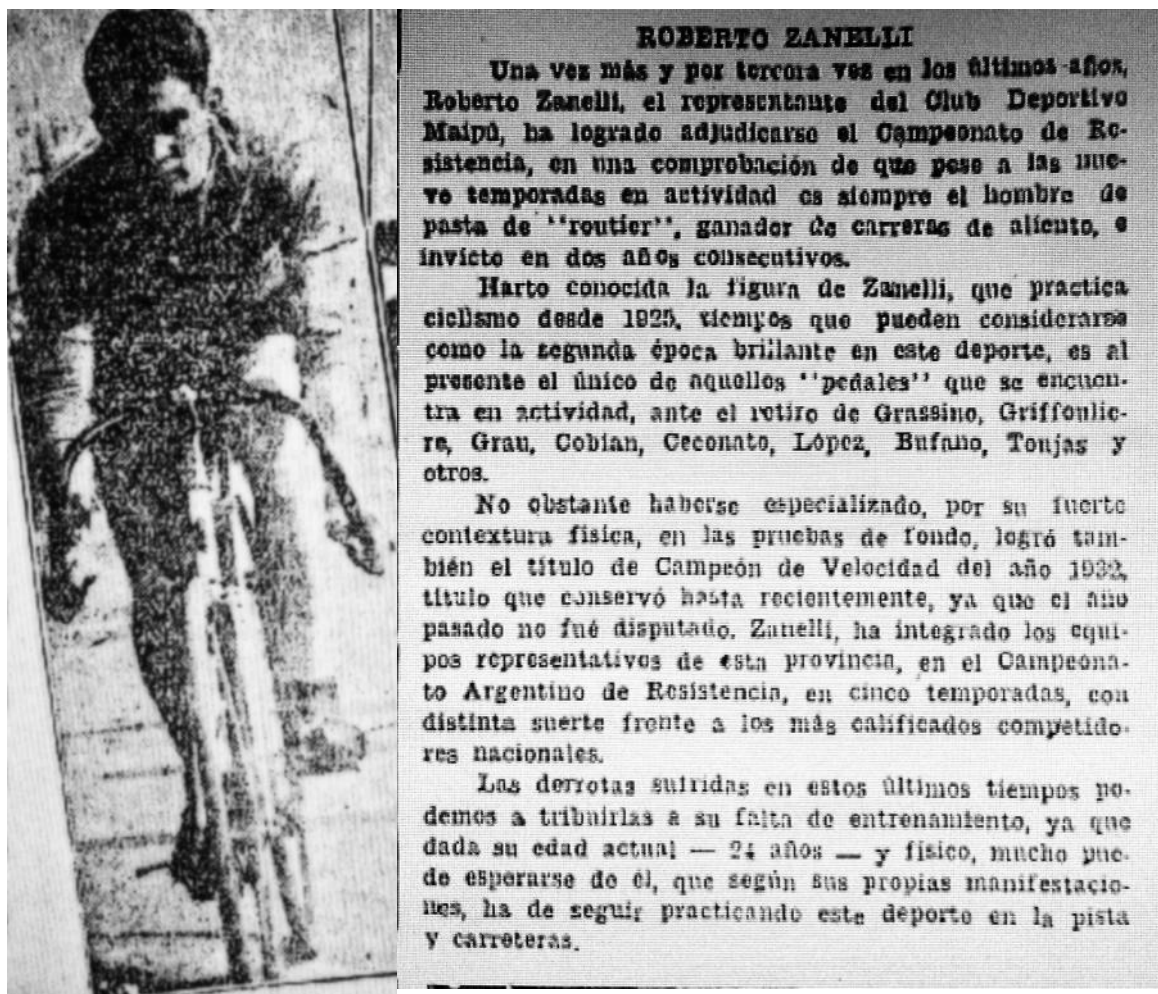 ROBERTO ZANELLI
Una vez más y por tercera vez en los últimos años,
Roberto Zanelli, el representante del Club Deportivo
Maipú, ha logrado adjudicarse el Campeonato de Re-
sistencia, en una comprobación de que pese a las nue-
ve temporadas en actividad es siempre el hombre de
pasta de "routier", ganador de carreras de aliento, e
invicto en dos años consecutivos.
Harto conocida la figura de Zanelli, que practica
ciclismo desde 1925, tiempos que pueden considerarse
como la segunda época brillante en este deporte, es al
presente el único de aquellos "pedales" que se encuen-
tra en actividad, ante el retiro de Grassino, Griffoulie-
re, Grau, Cobian, Ceconato, López, Bufano, Tonjas y
otros.
No obstante haberse especializado, por su fuerte
contextura física, en las pruebas de fondo, logró tam-
bién el título de Campeón de Velocidad del año 1932,
título que conservó hasta recientemente, ya que el año
pasado no fué disputado. Zanelli, ha integrado los equi-
pos representativos de esta provincia, en el Campeona-
to Argentino de Resistencia, en cinco temporadas, con
distinta suerte frente a los más calificados competido-
res nacionales.
Las derrotas sufridas en estos últimos tiempos po-
demos a tribuirlas a su falta de entrenamiento, ya que
dada su edad actual — 24 años — y físico, mucho pue-
de esperarse de él, que según sus propias manifestacio-
nes, ha de seguir practicando este deporte en la pista
y carreteras.